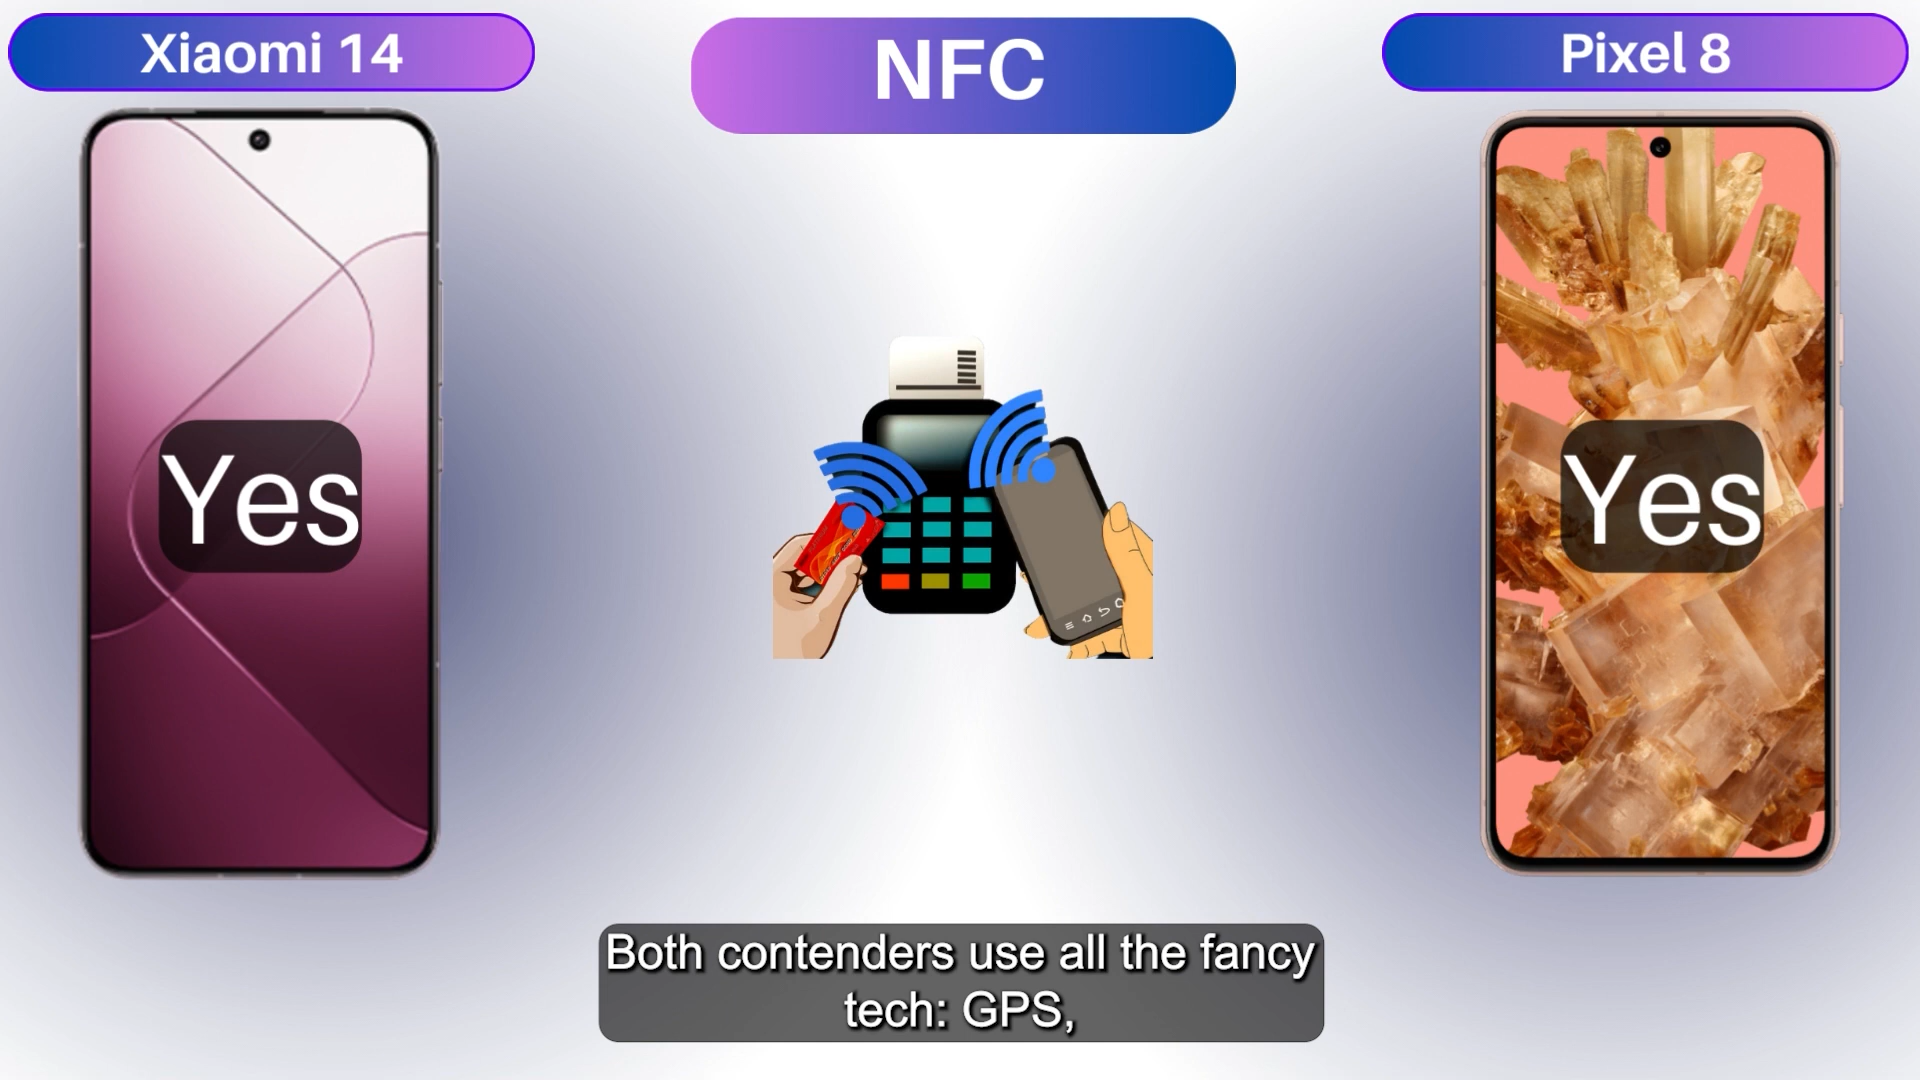 Xiaomi 14
NFC
Pixel 8
Yes
Yes
Both contenders use all the fancy
tech: GPS,